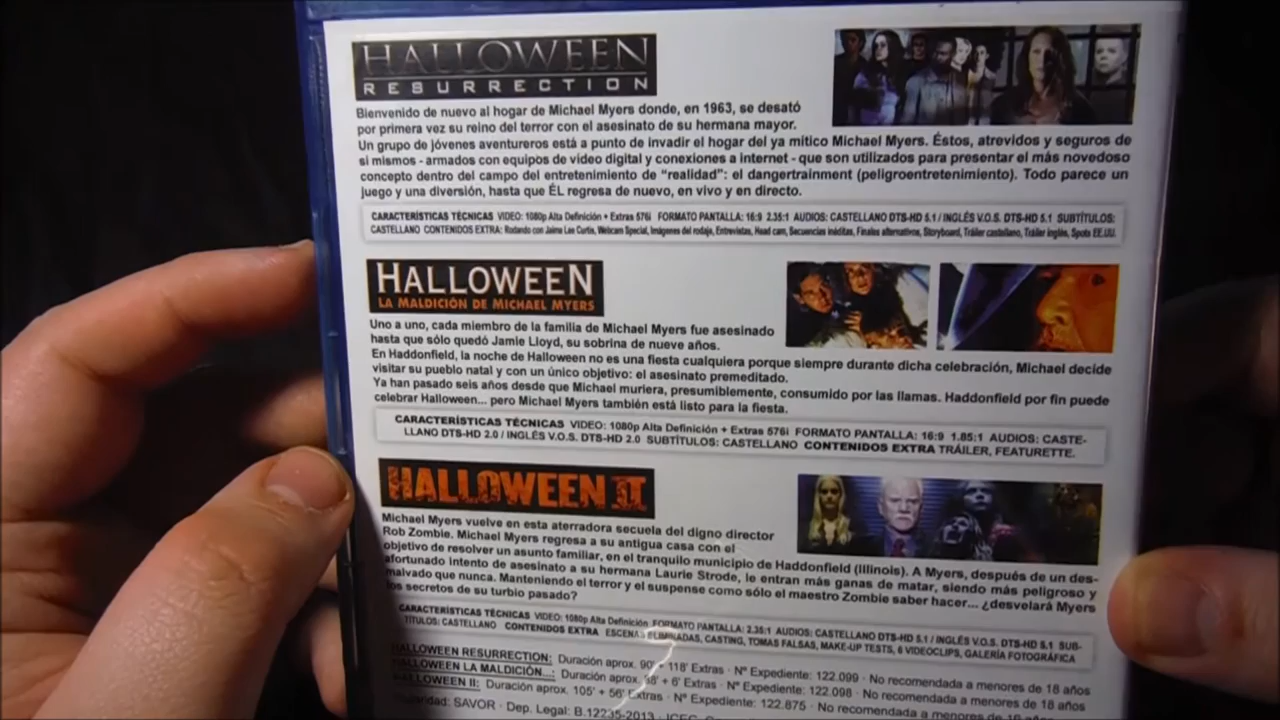 HALLOWEEN
RESURRECTION
Bienvenido de nuevo al hogar de Michael Myers donde, en 1963, se desató
por primera vez su reino del terror con el asesinato de su hermana mayor.
Un grupo de jóvenes aventureros está a punto de invadir el hogar del ya mitico Michael Myers. Éstos, atrevidos y seguros de
si mismos - armados con equipos de video digital y conexiones a internet - que son utilizados para presentar el más novedoso
concepto dentro del campo del entretenimiento de “realidad”: el dangertrainment (peligroentretenimiento). Todo parece un
juego y una diversión, hasta que ÉL regresa de nuevo, en vivo y en directo.
CARACTERÍSTICAS TÉCNICAS VIDEO: 1080p Alta Definición + Extras 576i FORMATO PANTALLA: 16:9 2.35:1 AUDIOS: CASTELLANO DTS-HD 5.1 / INGLÉS V.O.S. DTS-HD 5.1 SUBTÍTULOS:
CASTELLANO CONTENIDOS EXTRA: Rodando con Jaime Lee Curtis, Webcam Special, Imágenes del rodaje, Entrevistas, Head cam, Secuencias inéditas, Finales alternativos, Storyboard, Tráiler castellano, Tráiler inglés, Spots EE.UU.
HALLOWEEN
LA MALDICIÓN DE MICHAEL MYERS
Uno a uno, cada miembro de la familia de Michael Myers fue asesinado
hasta que sólo quedó Jamie Lloyd, su sobrina de nueve años.
En Haddonfield, la noche de Halloween no es una fiesta cualquiera porque siempre durante dicha celebración, Michael decide
visitar su pueblo natal y con un único objetivo: el asesinato premeditado.
Ya han pasado seis años desde que Michael muriera, presumiblemente, consumido por las llamas. Haddonfield por fin puede
celebrar Halloween... pero Michael Myers también está listo para la fiesta.
CARACTERÍSTICAS TÉCNICAS VIDEO: 1080p Alta Definición + Extras 576i FORMATO PANTALLA: 16:9 1.85:1 AUDIOS: CASTE-
LLANO DTS-HD 2.0 / INGLÉS V.O.S. DTS-HD 2.0 SUBTÍTULOS: CASTELLANO CONTENIDOS EXTRA TRÁILER, FEATURETTE.
HALLOWEEN II
Michael Myers vuelve en esta aterradora secuela del digno director
Rob Zombie. Michael Myers regresa a su antigua casa con el
objetivo de resolver un asunto familiar, en el tranquilo municipio de Haddonfield (Illinois). A Myers, después de un des-
afortunado intento de asesinato a su hermana Laurie Strode, le entran más ganas de matar, siendo más peligroso y
malvado que nunca. Manteniendo el terror y el suspense como sólo el maestro Zombie saber hacer... ¿desvelará Myers
los secretos de su turbio pasado?
CARACTERÍSTICAS TÉCNICAS VIDEO: 1080p Alta Definición FORMATO PANTALLA: 2.35:1 AUDIOS: CASTELLANO DTS-HD 5.1 / INGLÉS V.O.S. DTS-HD 5.1 SUB-
TÍTULOS: CASTELLANO CONTENIDOS EXTRA ESCENAS ELIMINADAS, CASTING, TOMAS FALSAS, MAKE-UP TESTS, 6 VIDEOCLIPS, GALERÍA FOTOGRÁFICA
HALLOWEEN RESURRECTION: Duración aprox. 90' + 118' Extras · Nº Expediente: 122.099 · No recomendada a menores de 18 años
HALLOWEEN LA MALDICIÓN...: Duración aprox. 88' + 6' Extras · Nº Expediente: 122.098 · No recomendada a menores de 18 años
HALLOWEEN II: Duración aprox. 105' + 56' Extras · Nº Expediente: 122.875 · No recomendada a menores de
SAVOR · Dep. Legal: B.12235-2013